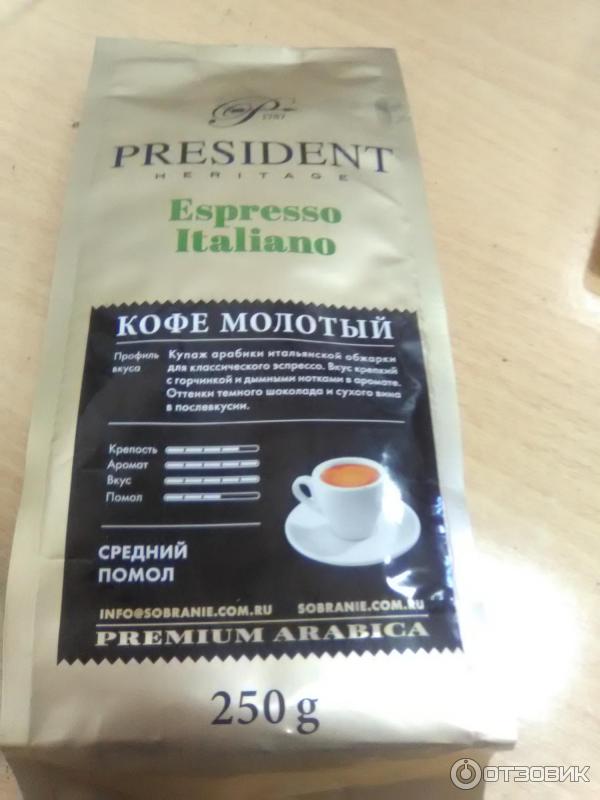 1787
PRESIDENT
HERITAGE
Espresso
Italiano
КОФЕ МОЛОТЫЙ
Профиль
вкуса
Купаж арабики итальянской обжарки
для классического эспрессо. Вкус крепкий
с горчинкой и дымными нотками в аромате.
Оттенки темного шоколада и сухого вина
в послевкусии.
Крепость
Аромат
Вкус
Помол
СРЕДНИЙ
ПОМОЛ
INFO@SOBRANIE.COM.RU SOBRANIE.COM.RU
PREMIUM ARABICA
250 g
ОТЗОВИК